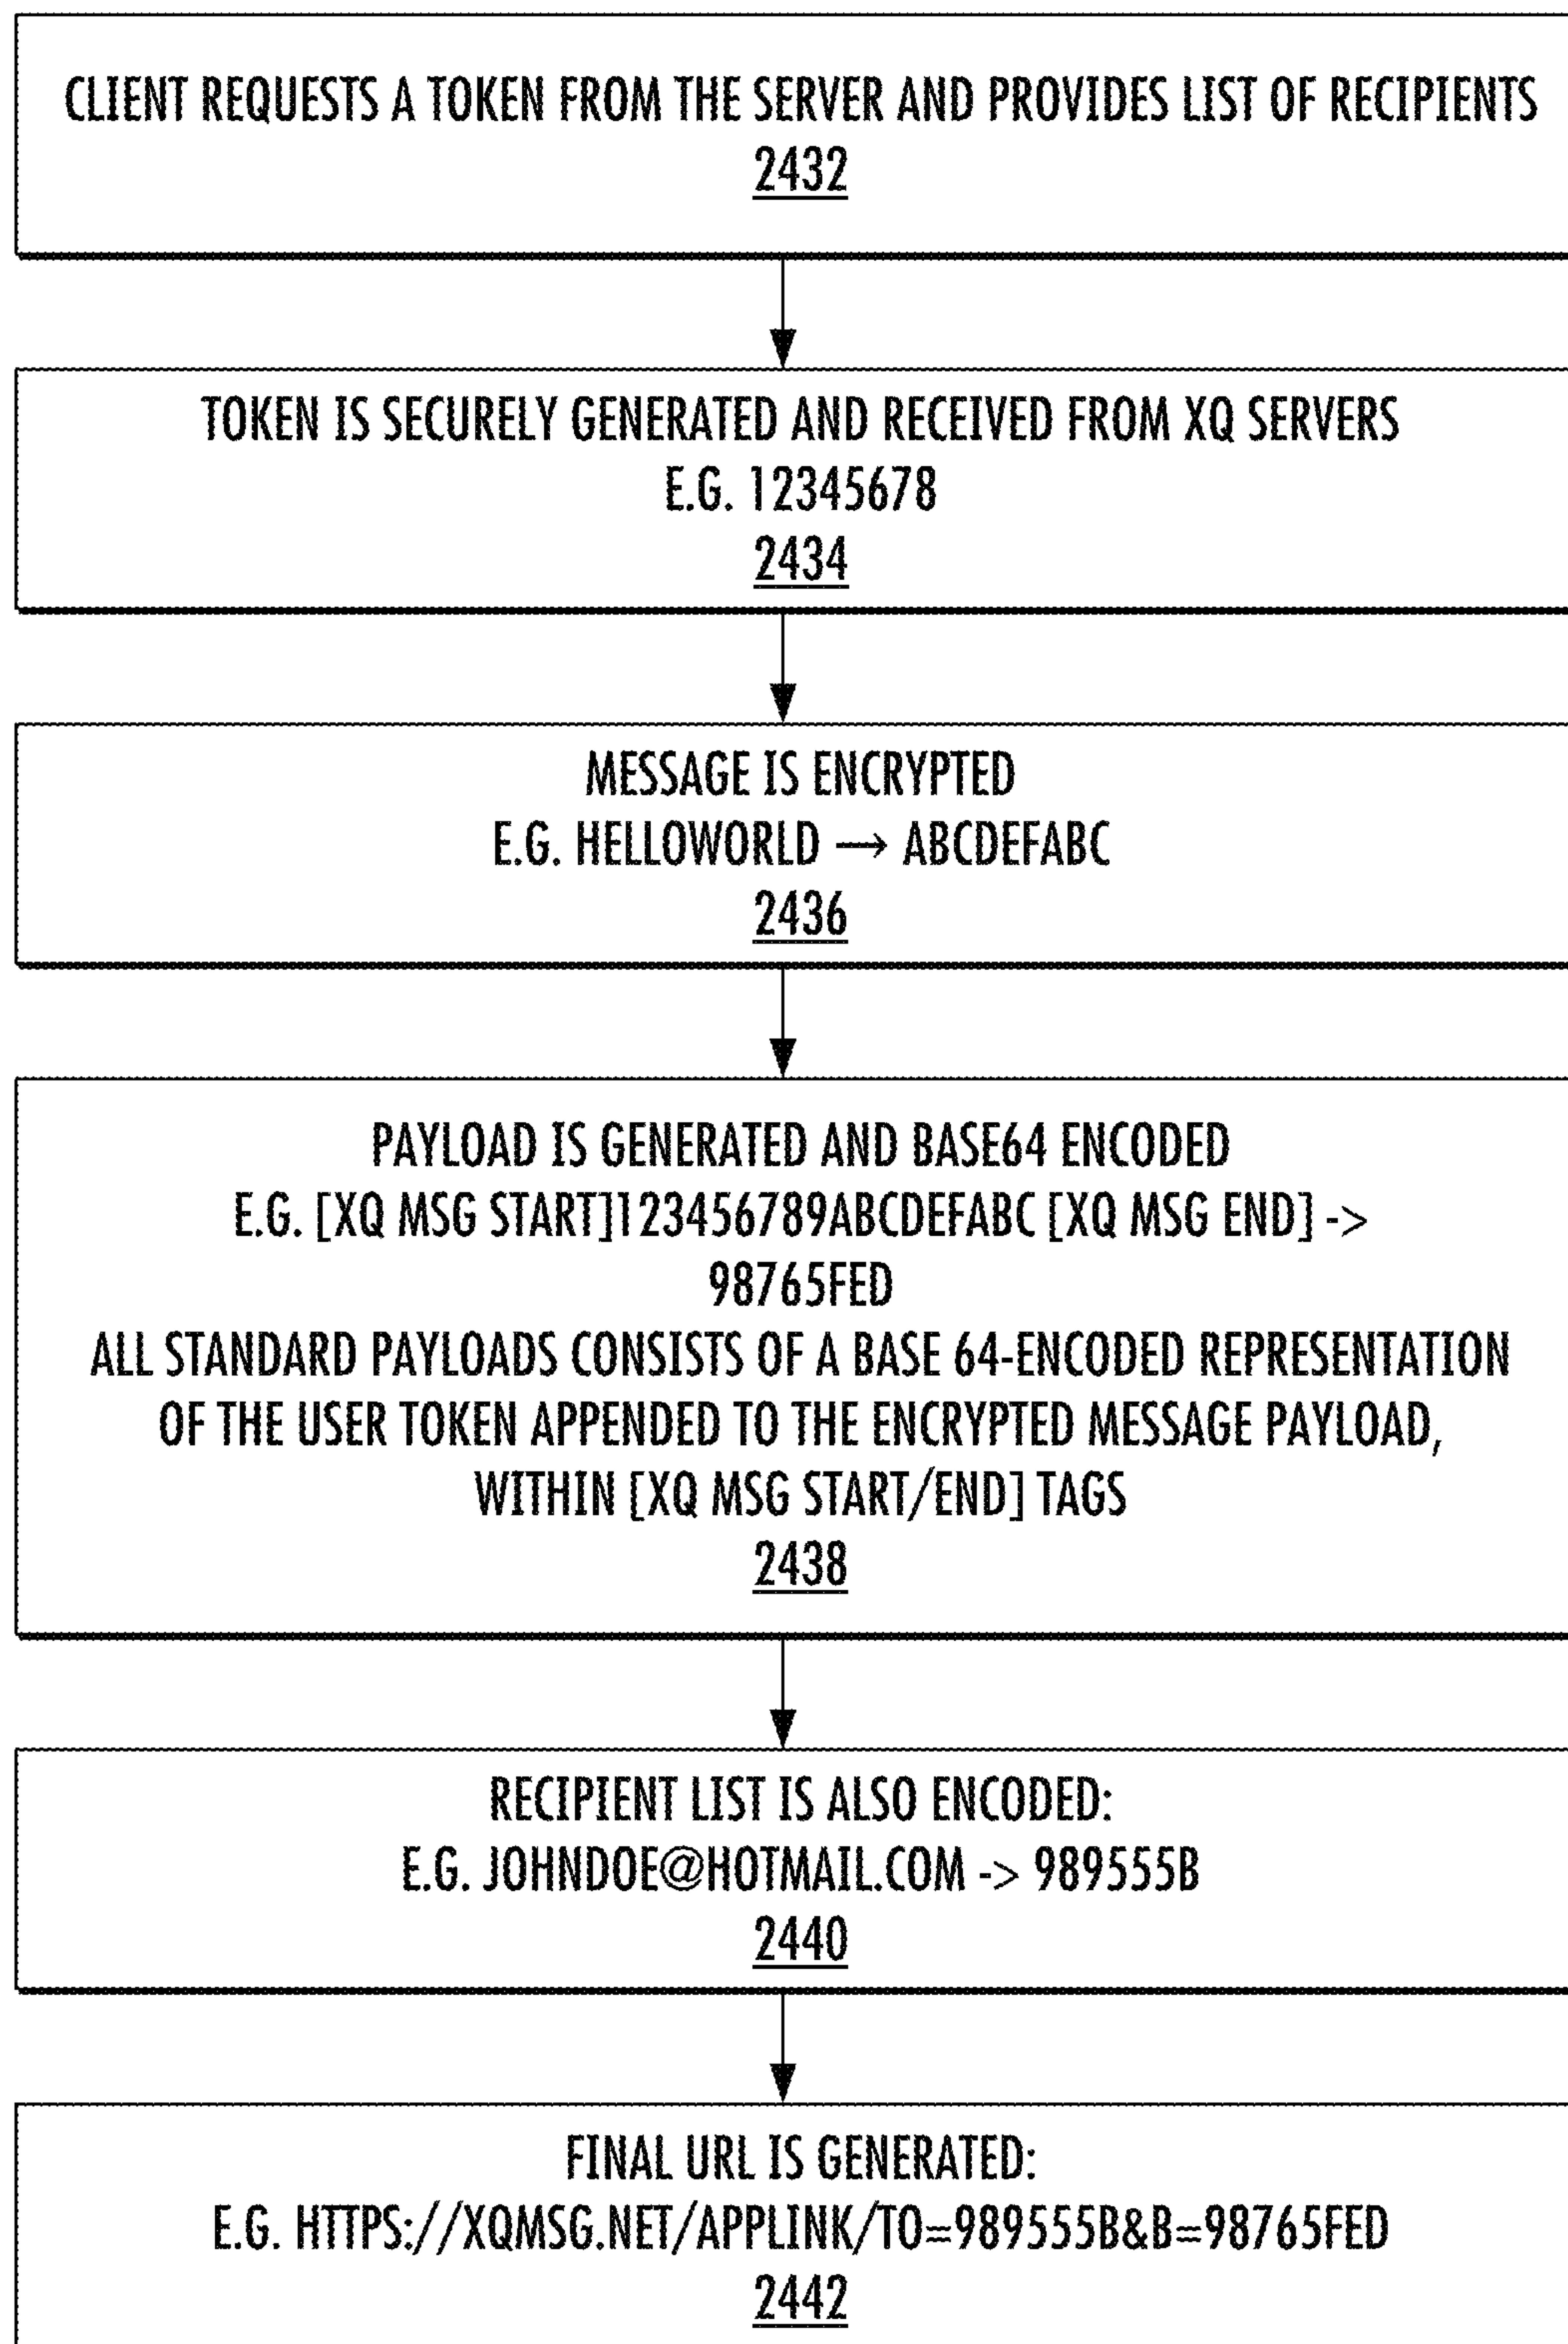 CLIENT REQUESTS A TOKEN FROM THE SERVER AND PROVIDES LIST OF RECIPIENTS
2432
TOKEN IS SECURELY GENERATED AND RECEIVED FROM XQ SERVERS
E.G. 12345678
2434
MESSAGE IS ENCRYPTED
E.G. HELLOWORLD → ABCDEFABC
2436
PAYLOAD IS GENERATED AND BASE64 ENCODED
E.G. [XQ MSG START]123456789ABCDEFABC [XQ MSG END] ->
98765FED
ALL STANDARD PAYLOADS CONSISTS OF A BASE 64-ENCODED REPRESENTATION
OF THE USER TOKEN APPENDED TO THE ENCRYPTED MESSAGE PAYLOAD,
WITHIN [XQ MSG START/END] TAGS
2438
RECIPIENT LIST IS ALSO ENCODED:
E.G. JOHNDOE@HOTMAIL.COM -> 989555B
2440
FINAL URL IS GENERATED:
E.G. HTTPS://XQMSG.NET/APPLINK/TO=989555B&B=98765FED
2442